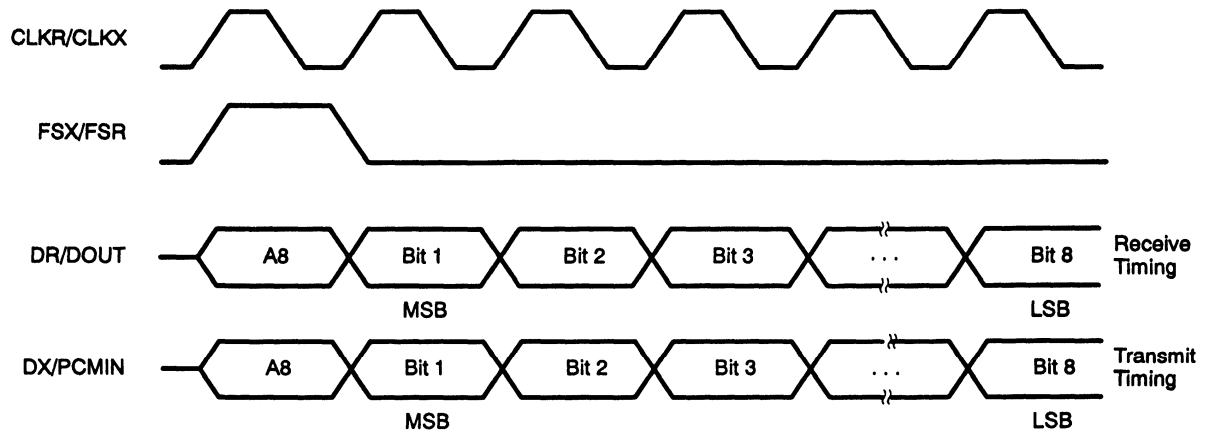 CLKR/CLKX
FSX/FSR
DR/DOUT
A8
Bit 1
Bit 2
Bit 3
. . .
Bit 8
Receive
Timing
MSB
LSB
DX/PCMIN
A8
Bit 1
Bit 2
Bit 3
. . .
Bit 8
Transmit
Timing
MSB
LSB